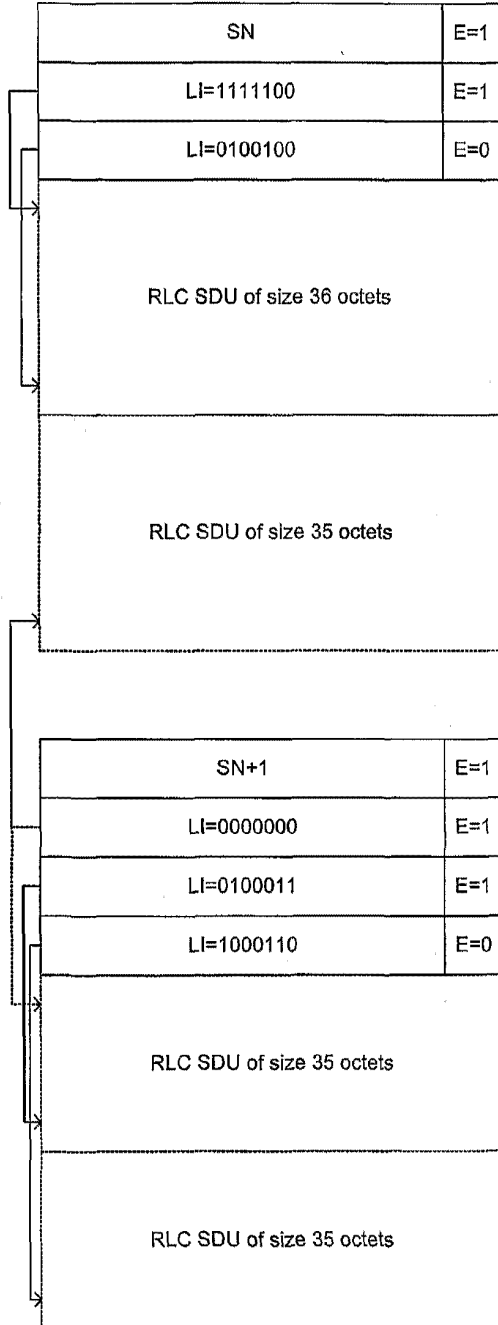 SN E=1
LI=1111100 E=1
LI=0100100 E=0
RLC SDU of size 36 octets
RLC SDU of size 35 octets
SN+1 E=1
LI=0000000 E=1
LI=0100011 E=1
LI=1000110 E=0
RLC SDU of size 35 octets
RLC SDU of size 35 octets